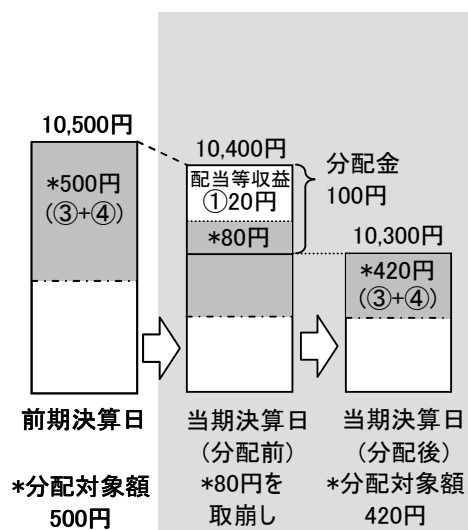 10,500円
*500円
(③+④)
前期決算日
*分配対象額
500円
10,400円
配当等収益
①20円
*80円
分配金
100円
当期決算日
(分配前)
*80円を
取崩し
10,300円
*420円
(③+④)
当期決算日
(分配後)
*分配対象額
420円